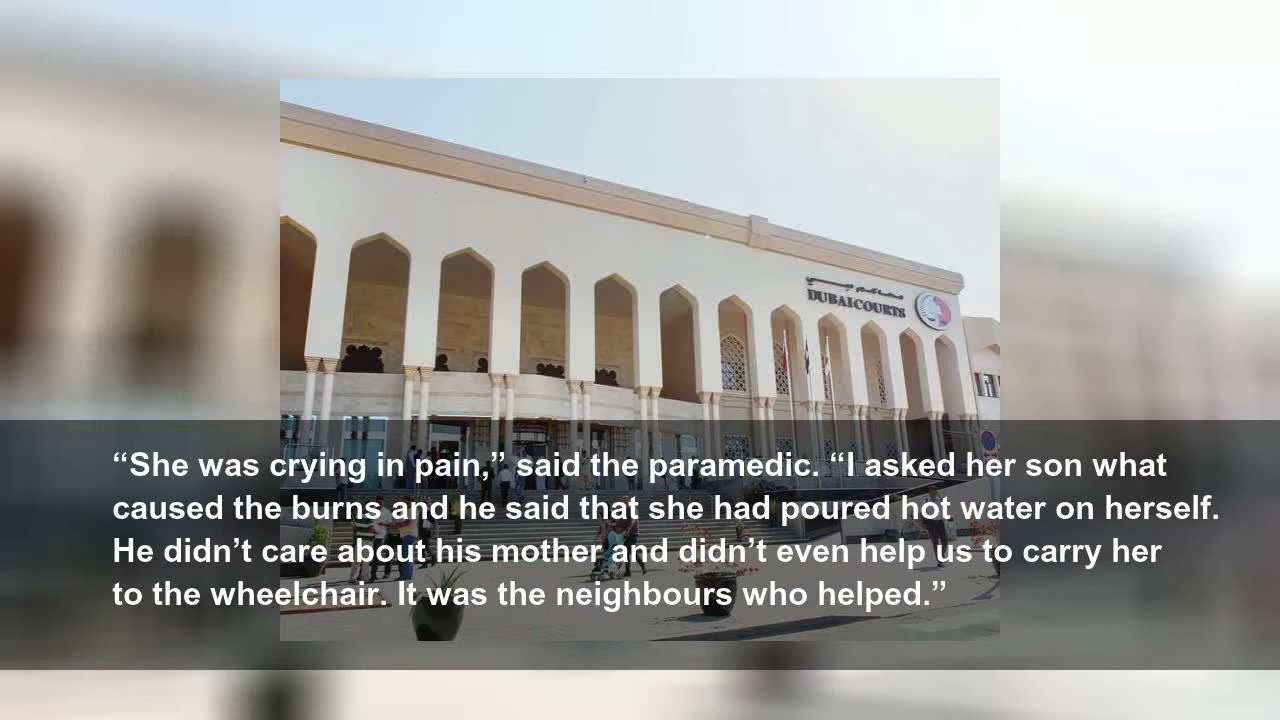 محاكم دبي
DUBAI COURTS
“She was crying in pain,” said the paramedic. “I asked her son what
caused the burns and he said that she had poured hot water on herself.
He didn’t care about his mother and didn’t even help us to carry her
to the wheelchair. It was the neighbours who helped.”